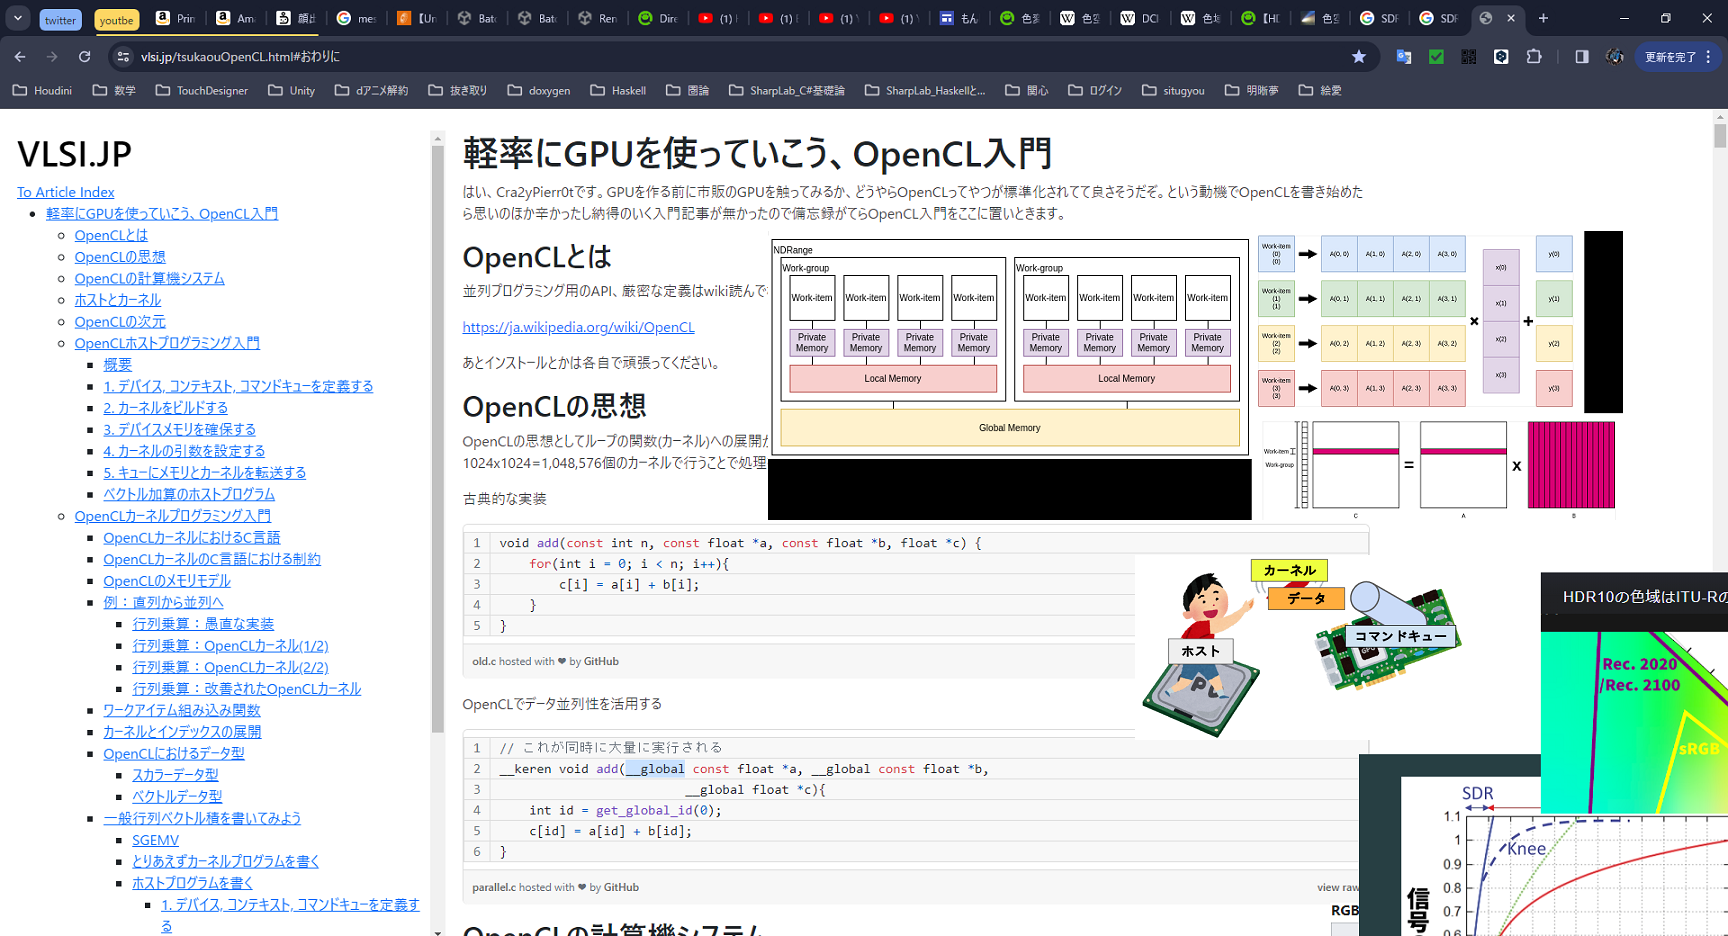 twitter
youtbe
Prin
Ama
顔出
mes
【Un
Bato
Bato
Ren
Dire
(1) 
(1) 
(1) 
(1) 
もん
色
色空
DCI
色域
【HD
色空
SDR
SDR
vlsi.jp/tsukaouOpenCL.html#おわりに
更新を完了
Houdini
数学
TouchDesigner
Unity
dアニメ解約
抜き取り
doxygen
Haskell
圏論
SharpLab_C#基礎論
SharpLab_Haskellと...
関心
ログイン
situgyou
明晰夢
絵愛
VLSI.JP
To Article Index
軽率にGPUを使っていこう、OpenCL入門
OpenCLとは
OpenCLの思想
OpenCLの計算機システム
ホストとカーネル
OpenCLの次元
OpenCLホストプログラミング入門
概要
1. デバイス, コンテキスト, コマンドキューを定義する
2. カーネルをビルドする
3. デバイスメモリを確保する
4. カーネルの引数を設定する
5. キューにメモリとカーネルを転送する
ベクトル加算のホストプログラム
OpenCLカーネルプログラミング入門
OpenCLカーネルにおけるC言語
OpenCLカーネルのC言語における制約
OpenCLのメモリモデル
例：直列から並列へ
行列乗算：愚直な実装
行列乗算：OpenCLカーネル(1/2)
行列乗算：OpenCLカーネル(2/2)
行列乗算：改善されたOpenCLカーネル
ワークアイテム組み込み関数
カーネルとインデックスの展開
OpenCLにおけるデータ型
スカラーデータ型
ベクトルデータ型
一般行列ベクトル積を書いてみよう
SGEMV
とりあえずカーネルプログラムを書く
ホストプログラムを書く
1. デバイス, コンテキスト, コマンドキューを定義す
る
軽率にGPUを使っていこう、OpenCL入門
はい、Cra2yPierr0tです。GPUを作る前に市販のGPUを触ってみるか、どうやらOpenCLってやつが標準化されてて良さそうだぞ。という動機でOpenCLを書き始めた
ら思いのほか辛かったし納得のいく入門記事が無かったので備忘録がてらOpenCL入門をここに置いときます。
OpenCLとは
並列プログラミング用のAPI、厳密な定義はwiki読んで
https://ja.wikipedia.org/wiki/OpenCL
あとインストールとかは各自で頑張ってください。
OpenCLの思想
OpenCLの思想としてループの関数(カーネル)への展開が
1024x1024=1,048,576個のカーネルで行うことで処理
古典的な実装
1 void add(const int n, const float *a, const float *b, float *c) {
2 for(int i = 0; i < n; i++){
3 c[i] = a[i] + b[i];
4 }
5 }
old.c hosted with ❤ by GitHub
OpenCLでデータ並列性を活用する
1 // これが同時に大量に実行される
2 __keren void add(__global const float *a, __global const float *b,
3 __global float *c){
4 int id = get_global_id(0);
5 c[id] = a[id] + b[id];
6 }
parallel.c hosted with ❤ by GitHub
view raw
OpenCLの計算機システム
NDRange
Work-group
Work-group
Work-item Work-item Work-item Work-item
Work-item Work-item Work-item Work-item
Private Memory Private Memory Private Memory Private Memory
Private Memory Private Memory Private Memory Private Memory
Local Memory
Local Memory
Global Memory
Work-item (0) (0) A(0, 0) A(1, 0) A(2, 0) A(3, 0) x(0) y(0)
Work-item (1) (1) A(0, 1) A(1, 1) A(2, 1) A(3, 1) x(1) y(1)
× +
Work-item (2) (2) A(0, 2) A(1, 2) A(2, 2) A(3, 2) x(2) y(2)
Work-item (3) (3) A(0, 3) A(1, 3) A(2, 3) A(3, 3) x(3) y(3)
Work-item
Work-group
= x
C A B
カーネル
データ
コマンドキュー
ホスト
GPU
HDR10の色域はITU-Rの
Rec. 2020
/Rec. 2100
sRGB
SDR
Knee
1.1
1
0.9
0.8
0.7
0.6
信号
RGB